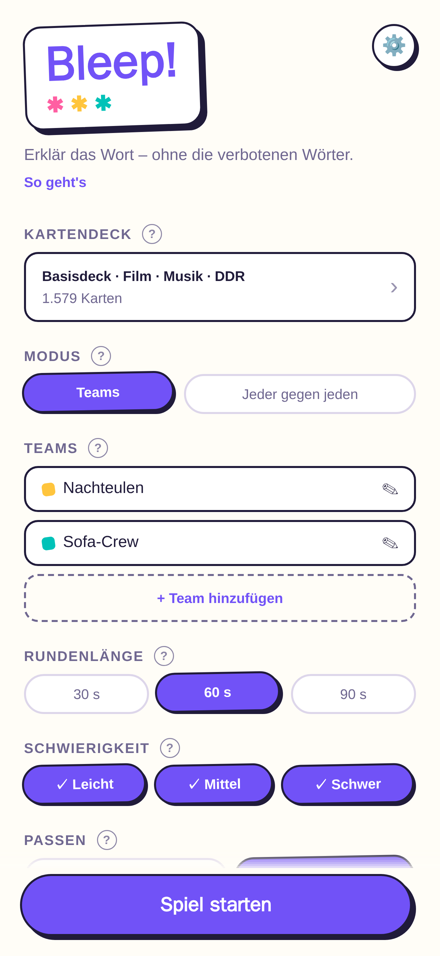 Bleep!
✱ ✱ ✱
Erklär das Wort – ohne die verbotenen Wörter.
So geht's
KARTENDECK ?
Basisdeck · Film · Musik · DDR
1.579 Karten
MODUS ?
Teams
Jeder gegen jeden
TEAMS ?
Nachteulen
Sofa-Crew
+ Team hinzufügen
RUNDENLÄNGE ?
30 s
60 s
90 s
SCHWIERIGKEIT ?
✓ Leicht
✓ Mittel
✓ Schwer
PASSEN ?
Spiel starten